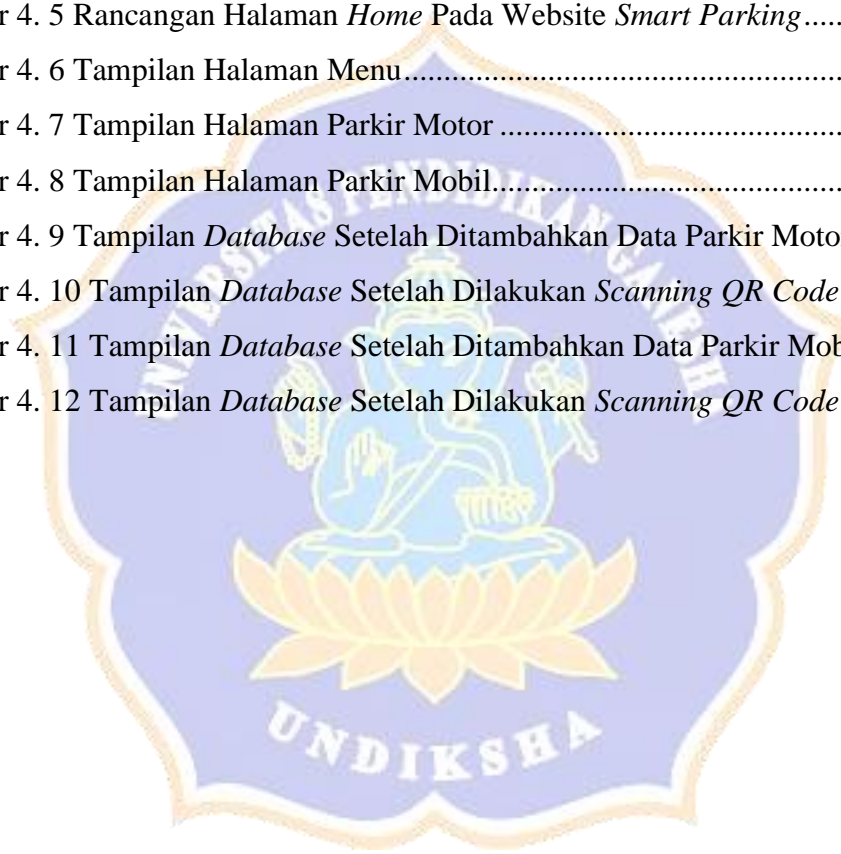 r 4. 5 Rancangan Halaman Home Pada Website Smart Parking.....
r 4. 6 Tampilan Halaman Menu.......................................................
r 4. 7 Tampilan Halaman Parkir Motor ...........................................
r 4. 8 Tampilan Halaman Parkir Mobil............................................
r 4. 9 Tampilan Database Setelah Ditambahkan Data Parkir Moto
r 4. 10 Tampilan Database Setelah Dilakukan Scanning QR Code
r 4. 11 Tampilan Database Setelah Ditambahkan Data Parkir Mob
r 4. 12 Tampilan Database Setelah Dilakukan Scanning QR Code
UNIVERSITAS PENDIDIKAN GANESHA
UNDIKSHA